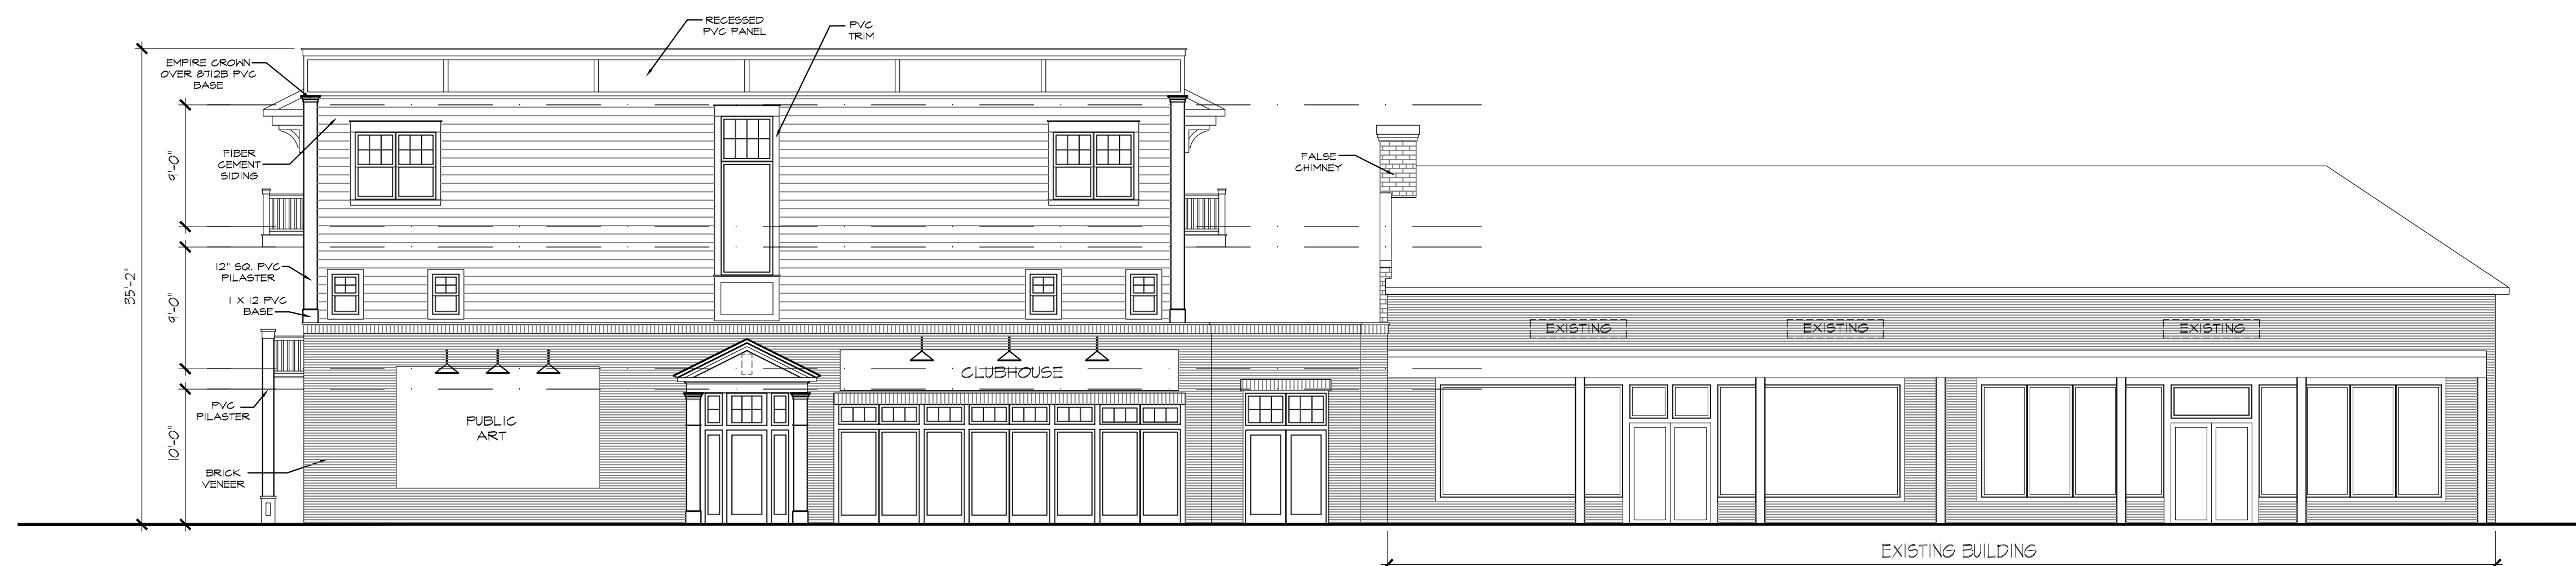 RECESSED
PVC PANEL
PVC
TRIM
EMPIRE CROWN
OVER 8712B PVC
BASE
9'-0"
FIBER
CEMENT
SIDING
FALSE
CHIMNEY
35'-2"
12" SQ. PVC
PILASTER
9'-0"
1 X 12 PVC
BASE
EXISTING
EXISTING
EXISTING
CLUBHOUSE
PVC
PILASTER
PUBLIC
ART
10'-0"
BRICK
VENEER
EXISTING BUILDING